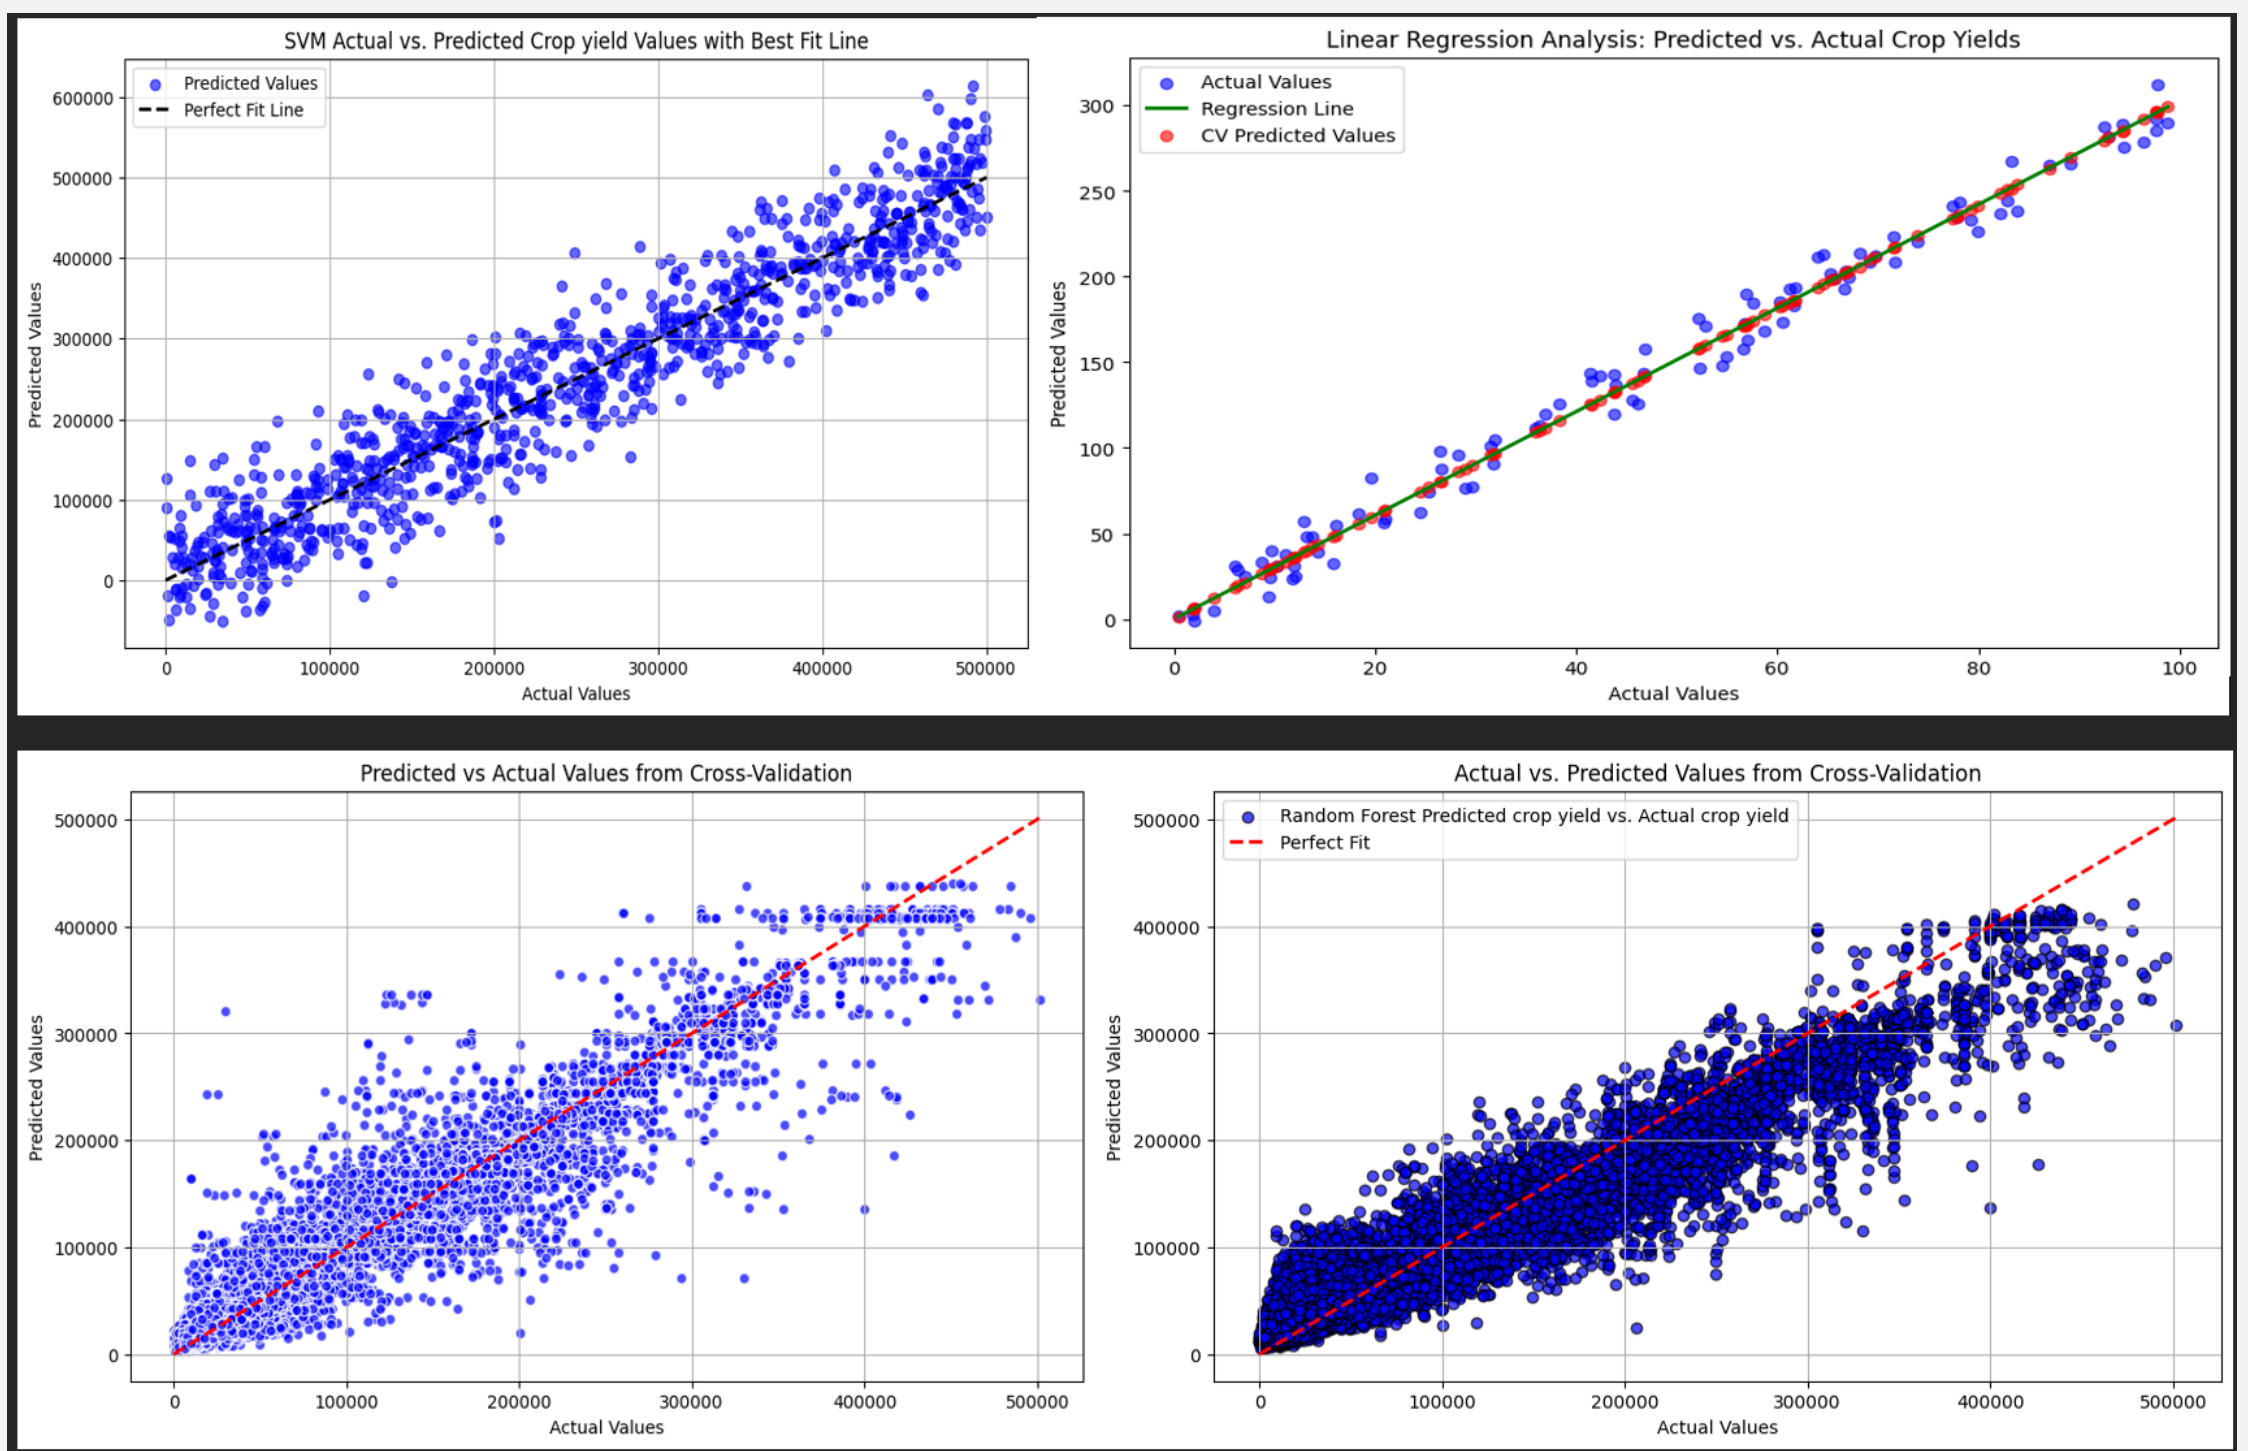 SVM Actual vs. Predicted Crop yield Values with Best Fit Line
Predicted Values
Perfect Fit Line
600000
500000
400000
300000
200000
100000
0
Predicted Values
0 100000 200000 300000 400000 500000
Actual Values
Linear Regression Analysis: Predicted vs. Actual Crop Yields
Actual Values
Regression Line
CV Predicted Values
300
250
200
150
100
50
0
Predicted Values
0 20 40 60 80 100
Actual Values
Predicted vs Actual Values from Cross-Validation
500000
400000
300000
200000
100000
0
Predicted Values
0 100000 200000 300000 400000 500000
Actual Values
Actual vs. Predicted Values from Cross-Validation
Random Forest Predicted crop yield vs. Actual crop yield
Perfect Fit
500000
400000
300000
200000
100000
0
Predicted Values
0 100000 200000 300000 400000 500000
Actual Values